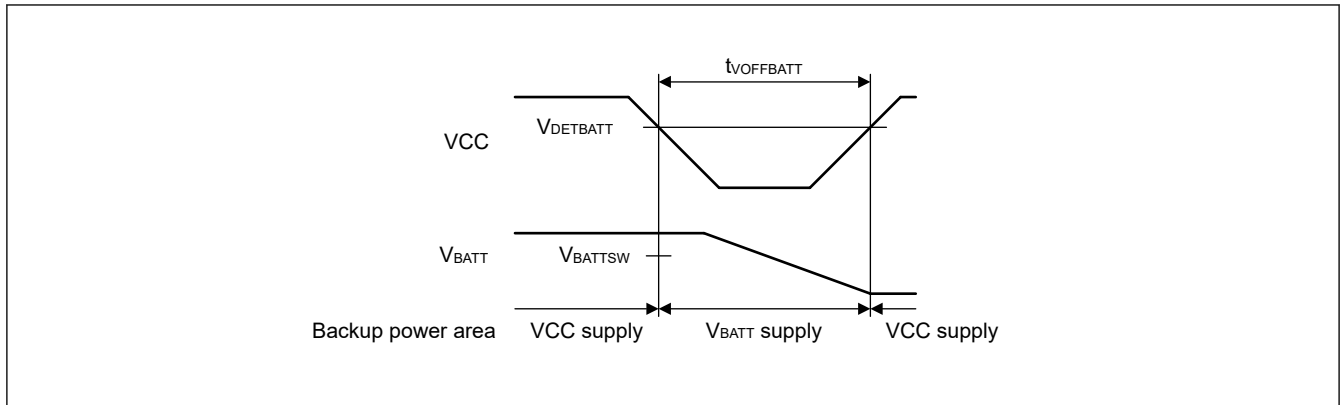 tVOFFBATT
VDETBATT
VCC
VBATT
VBATTSW
Backup power area
VCC supply
VBATT supply
VCC supply